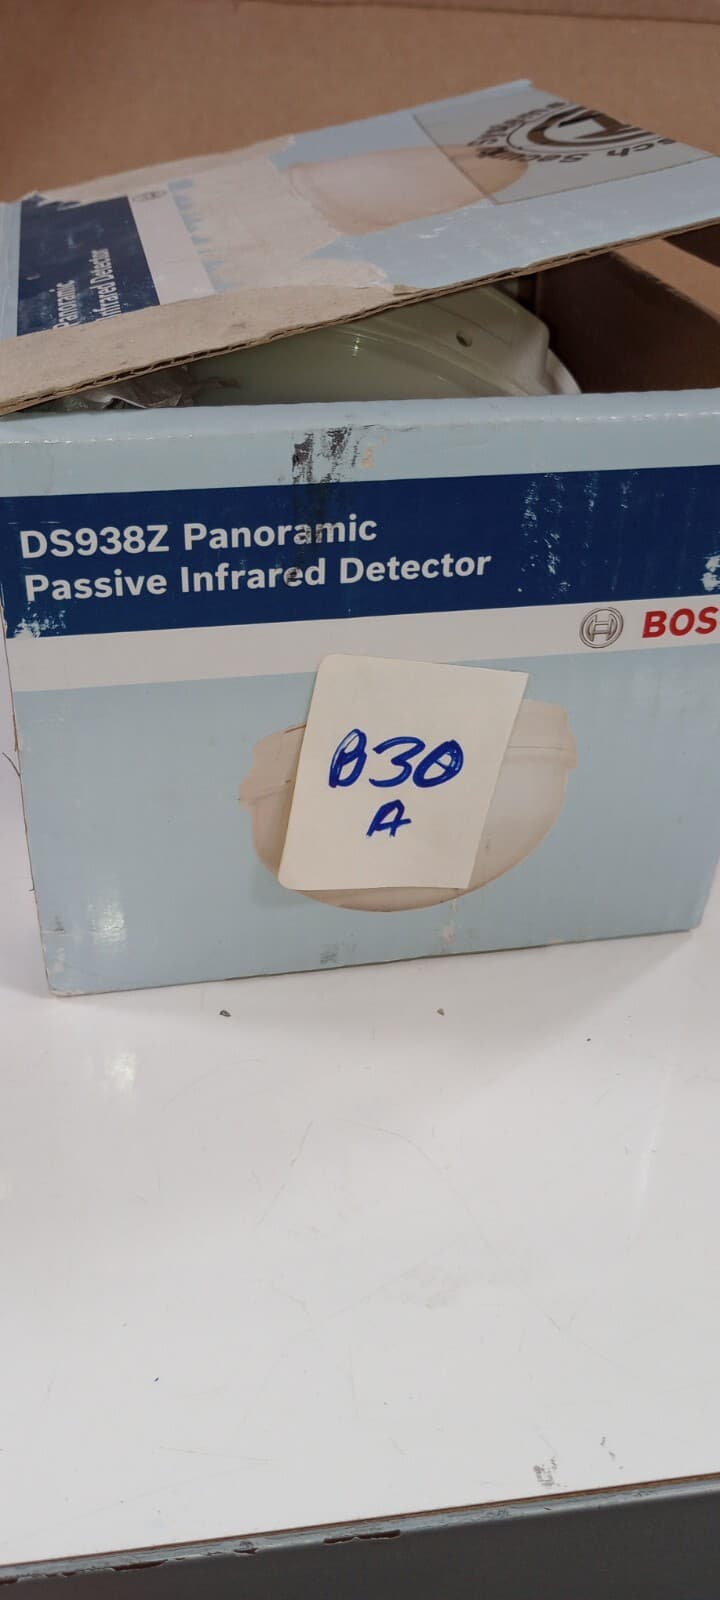 Panoramic
Infrared Detector
DS938Z Panoramic
Passive Infrared Detector
BOS
B30
A